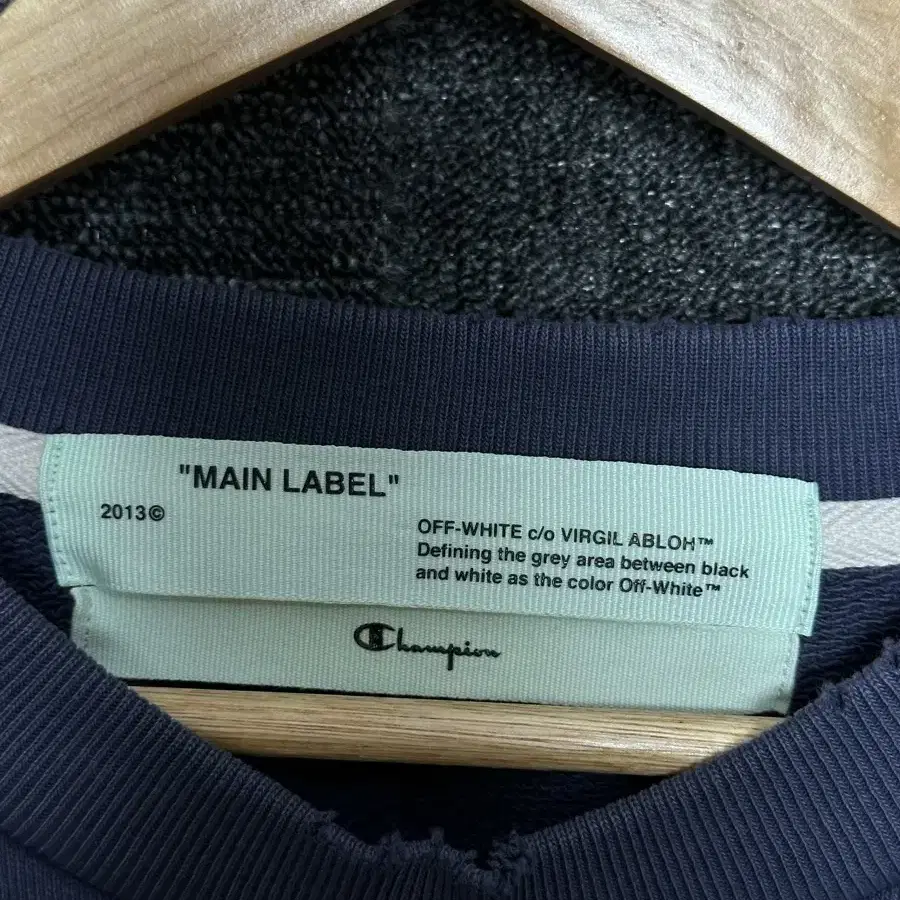 "MAIN LABEL"
2013©
OFF-WHITE c/o VIRGIL ABLOH™
Defining the grey area between black
and white as the color Off-White™
Champion